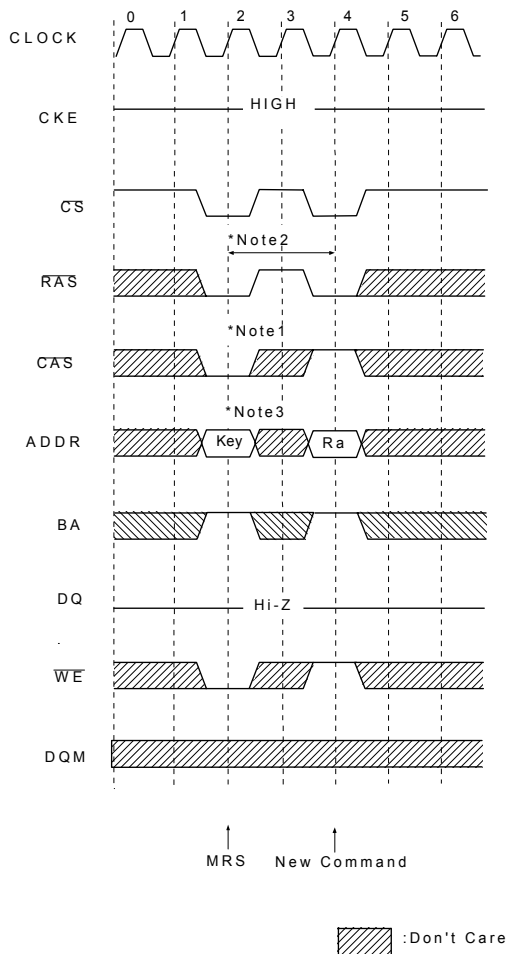 0 1 2 3 4 5 6
CLOCK
CKE
HIGH
CS
*Note2
RAS
*Note1
CAS
*Note3
ADDR
Key
Ra
BA
DQ
Hi-Z
WE
DQM
MRS
New Command
:Don't Care